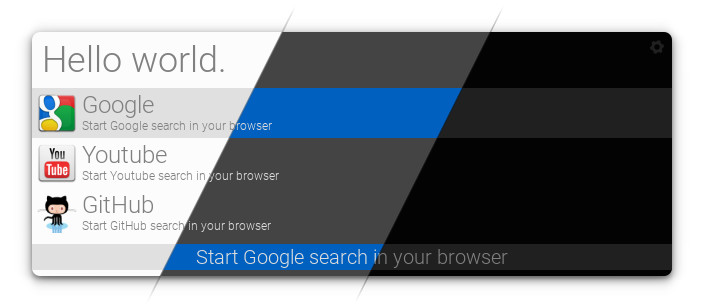 Hello world.
Google
Start Google search in your browser
You
Tube
Youtube
Start Youtube search in your browser
GitHub
Start GitHub search in your browser
Start Google search in your browser